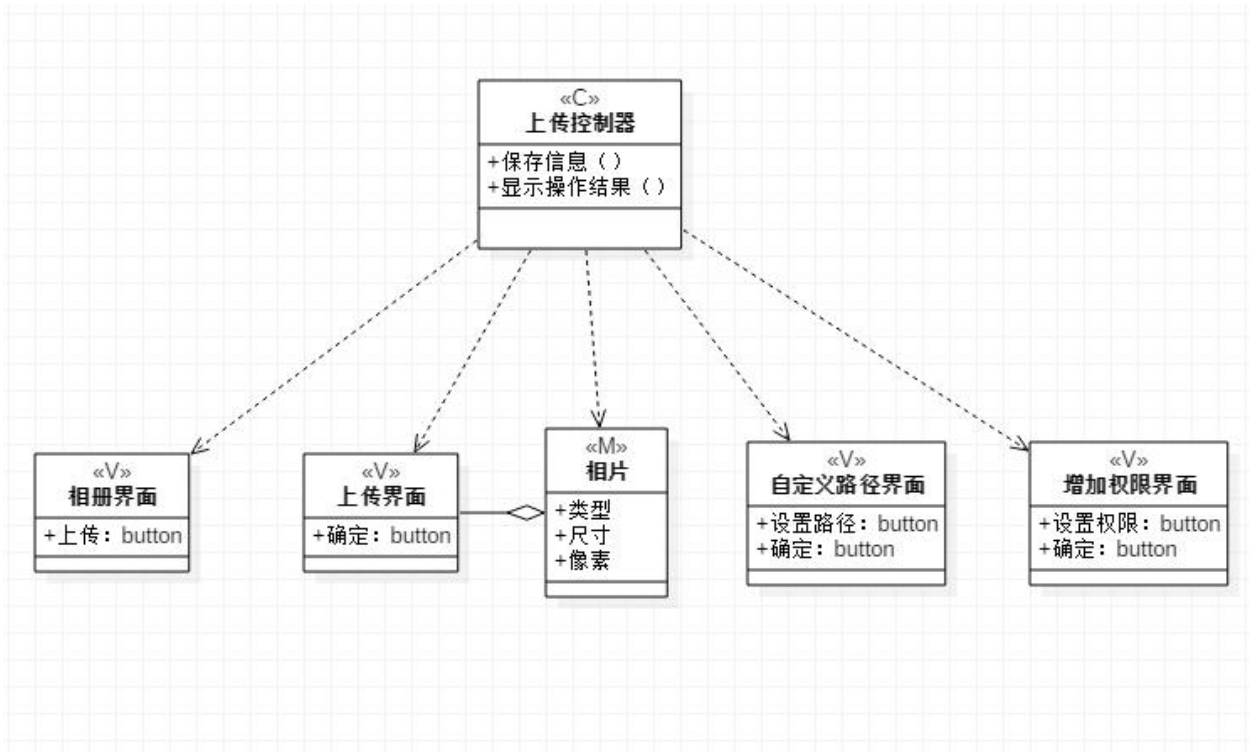 «C»
上传控制器
+保存信息（）
+显示操作结果（）
«V»
相册界面
+上传：button
«V»
上传界面
+确定：button
«M»
相片
+类型
+尺寸
+像素
«V»
自定义路径界面
+设置路径：button
+确定：button
«V»
增加权限界面
+设置权限：button
+确定：button